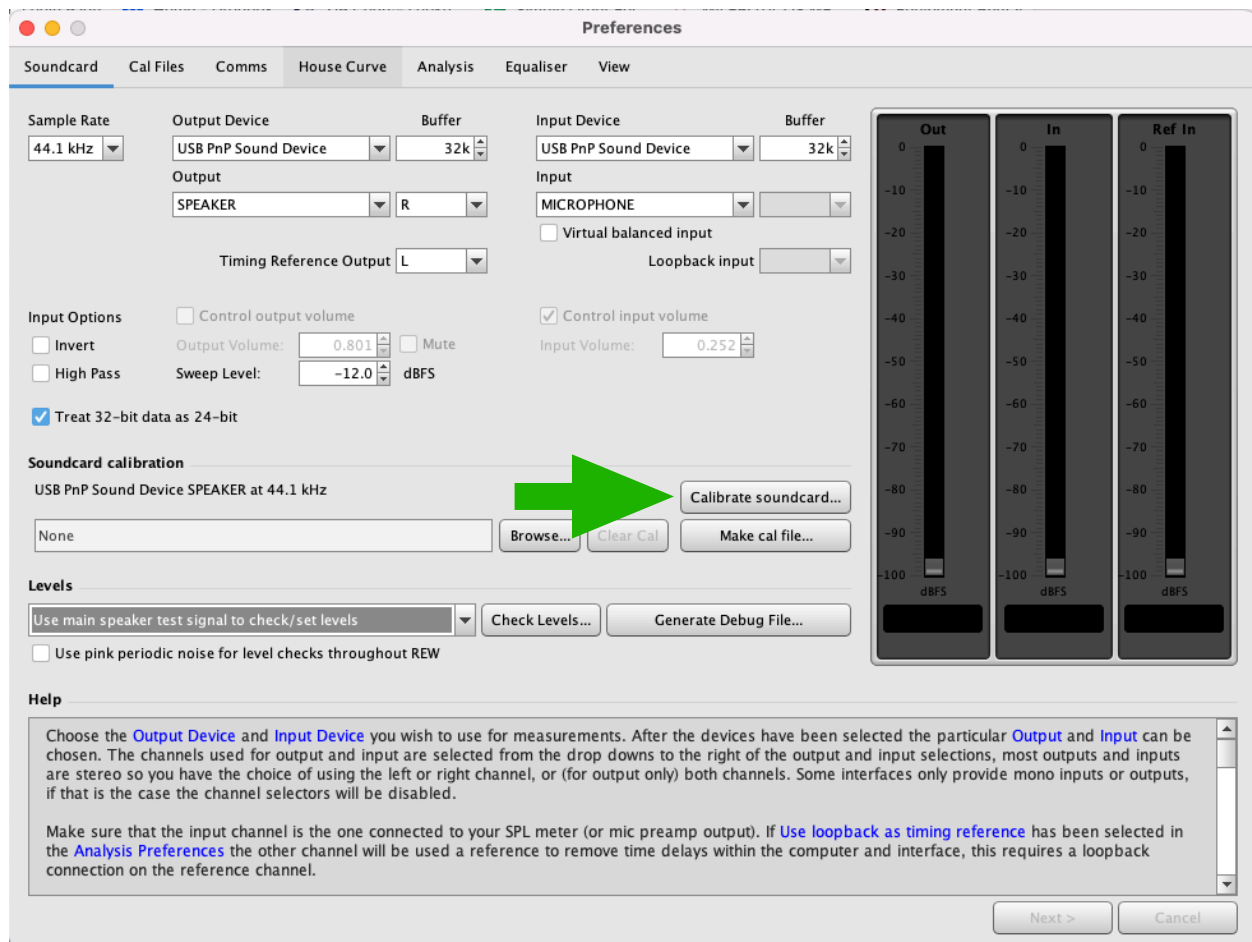 Preferences
Soundcard Cal Files Comms House Curve Analysis Equaliser View
Sample Rate Output Device Buffer Input Device Buffer
44.1 kHz USB PnP Sound Device 32k USB PnP Sound Device 32k
Output Input
SPEAKER R MICROPHONE
Virtual balanced input
Timing Reference Output L Loopback input
Input Options Control output volume Control input volume
Invert Output Volume: 0.801 Mute Input Volume: 0.252
High Pass Sweep Level: -12.0 dBFS
Treat 32-bit data as 24-bit
Soundcard calibration
USB PnP Sound Device SPEAKER at 44.1 kHz
Calibrate soundcard...
None Browse... Clear Cal Make cal file...
Levels
Use main speaker test signal to check/set levels Check Levels... Generate Debug File...
Use pink periodic noise for level checks throughout REW
Out In Ref In
0 0 0
-10 -10 -10
-20 -20 -20
-30 -30 -30
-40 -40 -40
-50 -50 -50
-60 -60 -60
-70 -70 -70
-80 -80 -80
-90 -90 -90
-100 -100 -100
dBFS dBFS dBFS
Help
Choose the Output Device and Input Device you wish to use for measurements. After the devices have been selected the particular Output and Input can be
chosen. The channels used for output and input are selected from the drop downs to the right of the output and input selections, most outputs and inputs
are stereo so you have the choice of using the left or right channel, or (for output only) both channels. Some interfaces only provide mono inputs or outputs,
if that is the case the channel selectors will be disabled.
Make sure that the input channel is the one connected to your SPL meter (or mic preamp output). If Use loopback as timing reference has been selected in
the Analysis Preferences the other channel will be used a reference to remove time delays within the computer and interface, this requires a loopback
connection on the reference channel.
Next > Cancel